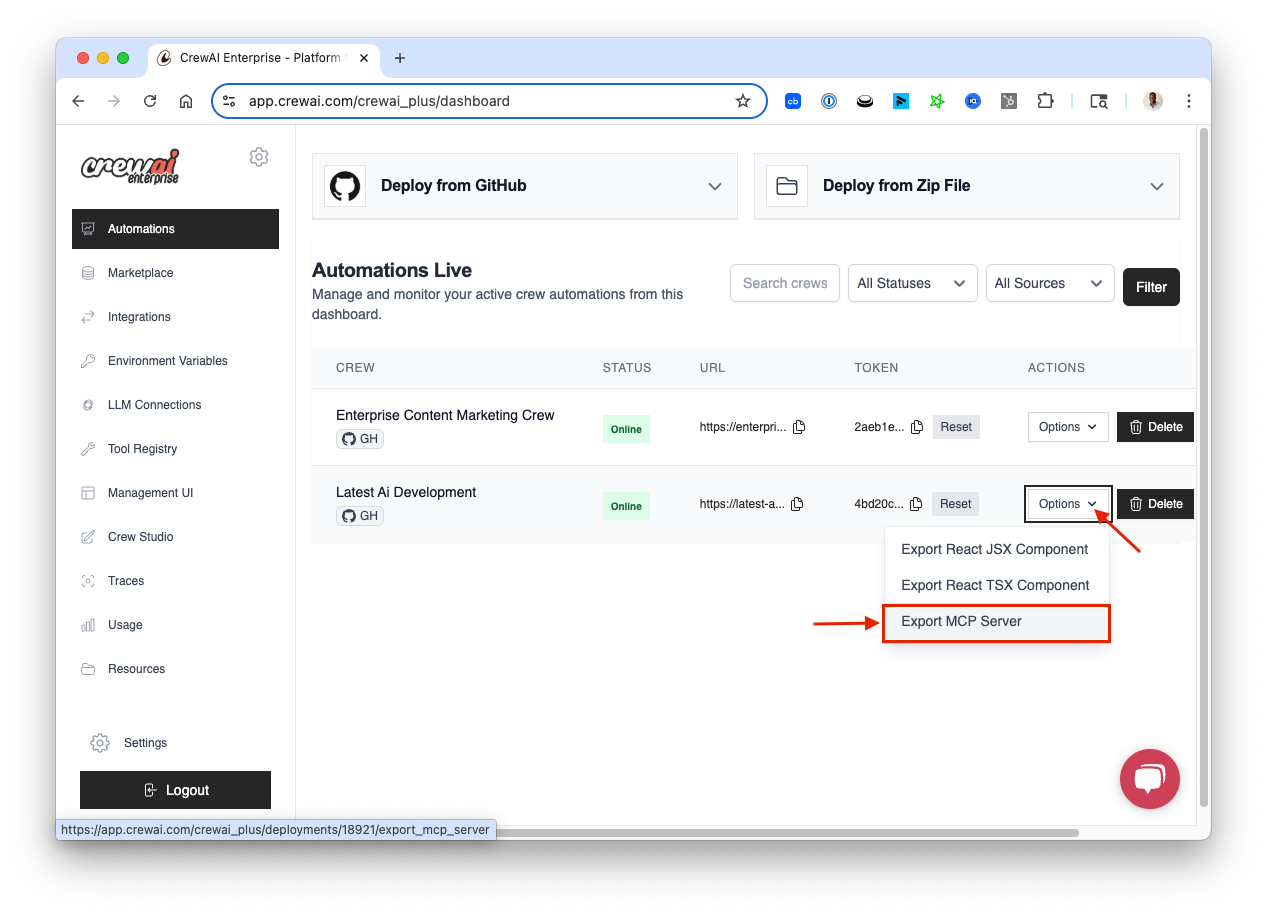 CrewAI Enterprise - Platform
app.crewai.com/crewai_plus/dashboard
cb
IQ
crewai
enterprise
Automations
Marketplace
Integrations
Environment Variables
LLM Connections
Tool Registry
Management UI
Crew Studio
Traces
Usage
Resources
Settings
Logout
Deploy from GitHub
Deploy from Zip File
Automations Live
Manage and monitor your active crew automations from this
dashboard.
Search crews
All Statuses
All Sources
Filter
CREW STATUS URL TOKEN ACTIONS
Enterprise Content Marketing Crew
GH
Online
https://enterpri...
2aeb1e...
Reset
Options
Delete
Latest Ai Development
GH
Online
https://latest-a...
4bd20c...
Reset
Options
Delete
Export React JSX Component
Export React TSX Component
Export MCP Server
https://app.crewai.com/crewai_plus/deployments/18921/export_mcp_server